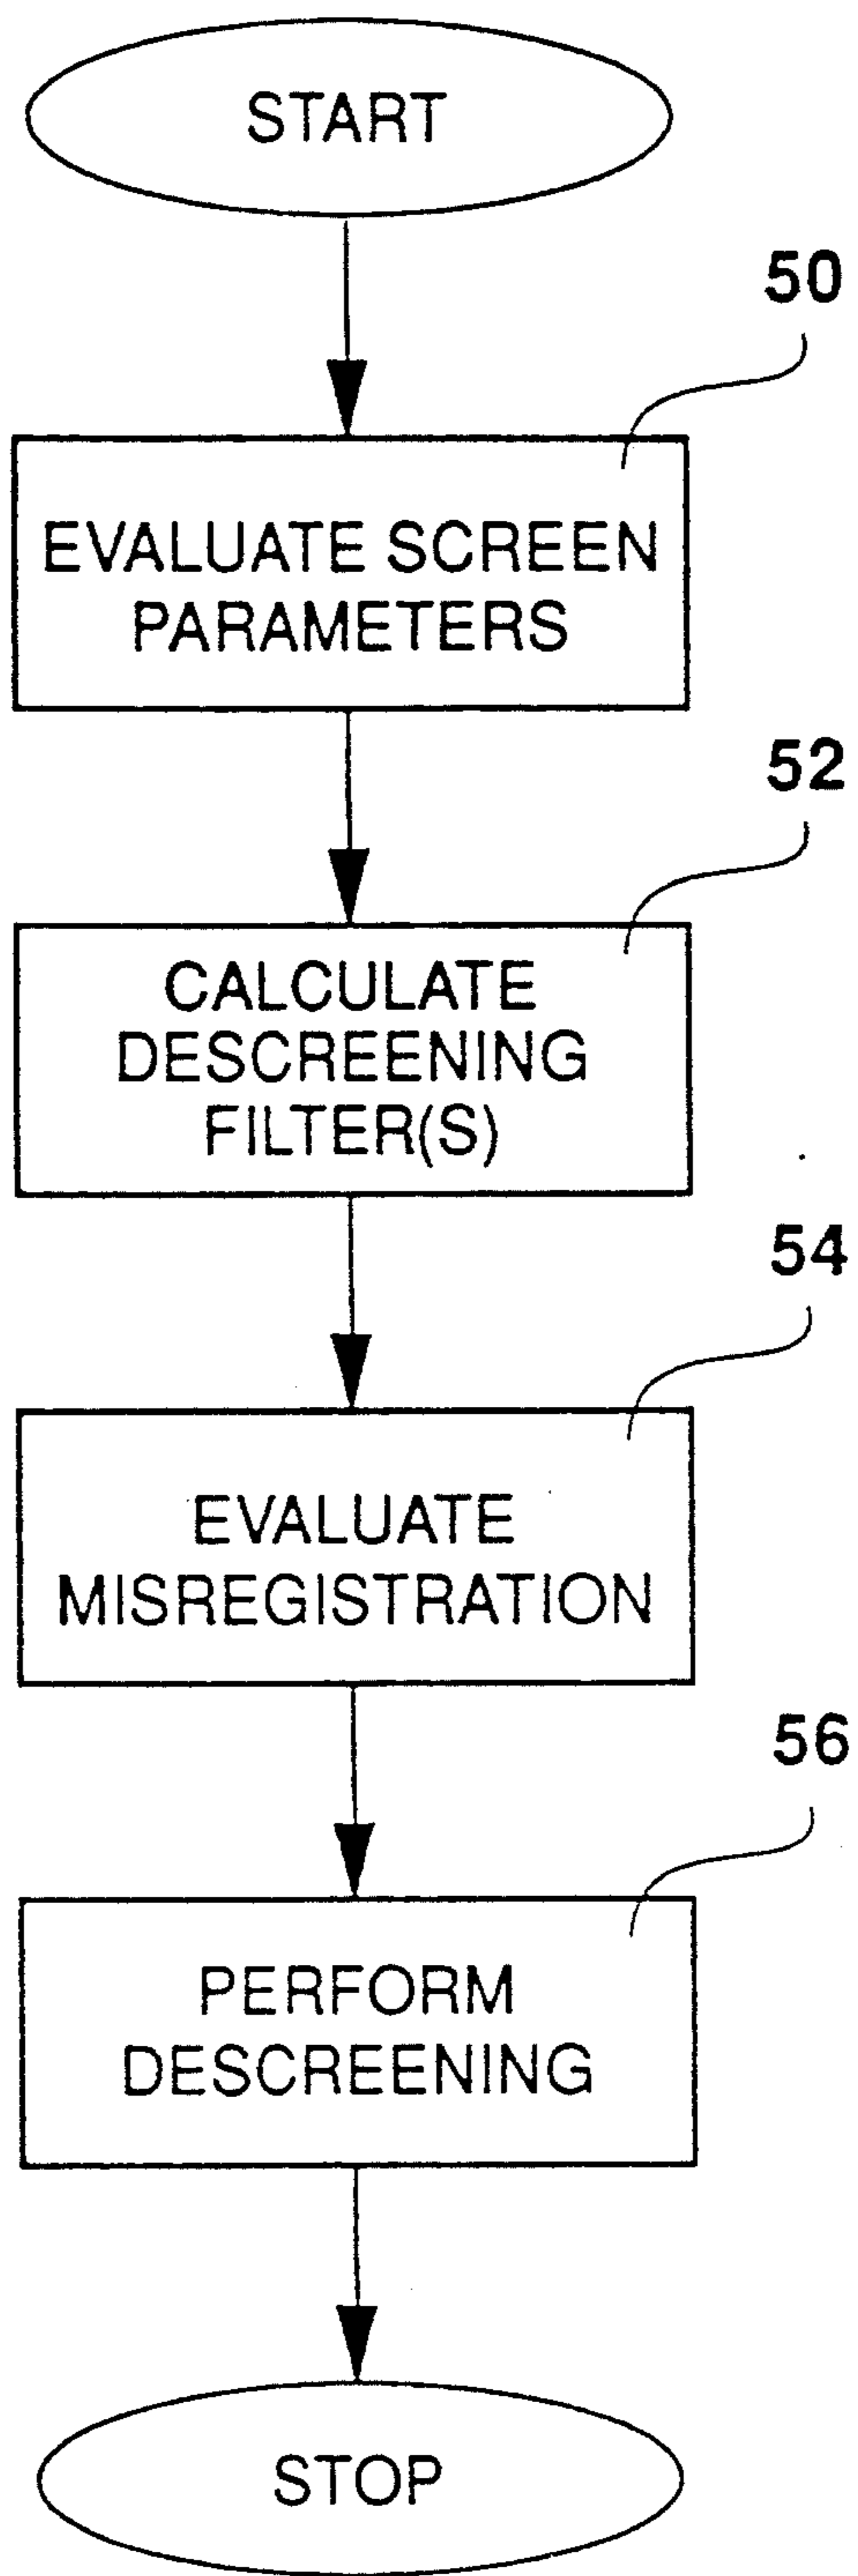 START
50
EVALUATE SCREEN
PARAMETERS
52
CALCULATE
DESCREENING
FILTER(S)
54
EVALUATE
MISREGISTRATION
56
PERFORM
DESCREENING
STOP